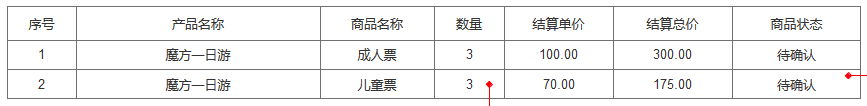 序号 产品名称 商品名称 数量 结算单价 结算总价 商品状态
1 魔方一日游 成人票 3 100.00 300.00 待确认
2 魔方一日游 儿童票 3 70.00 175.00 待确认